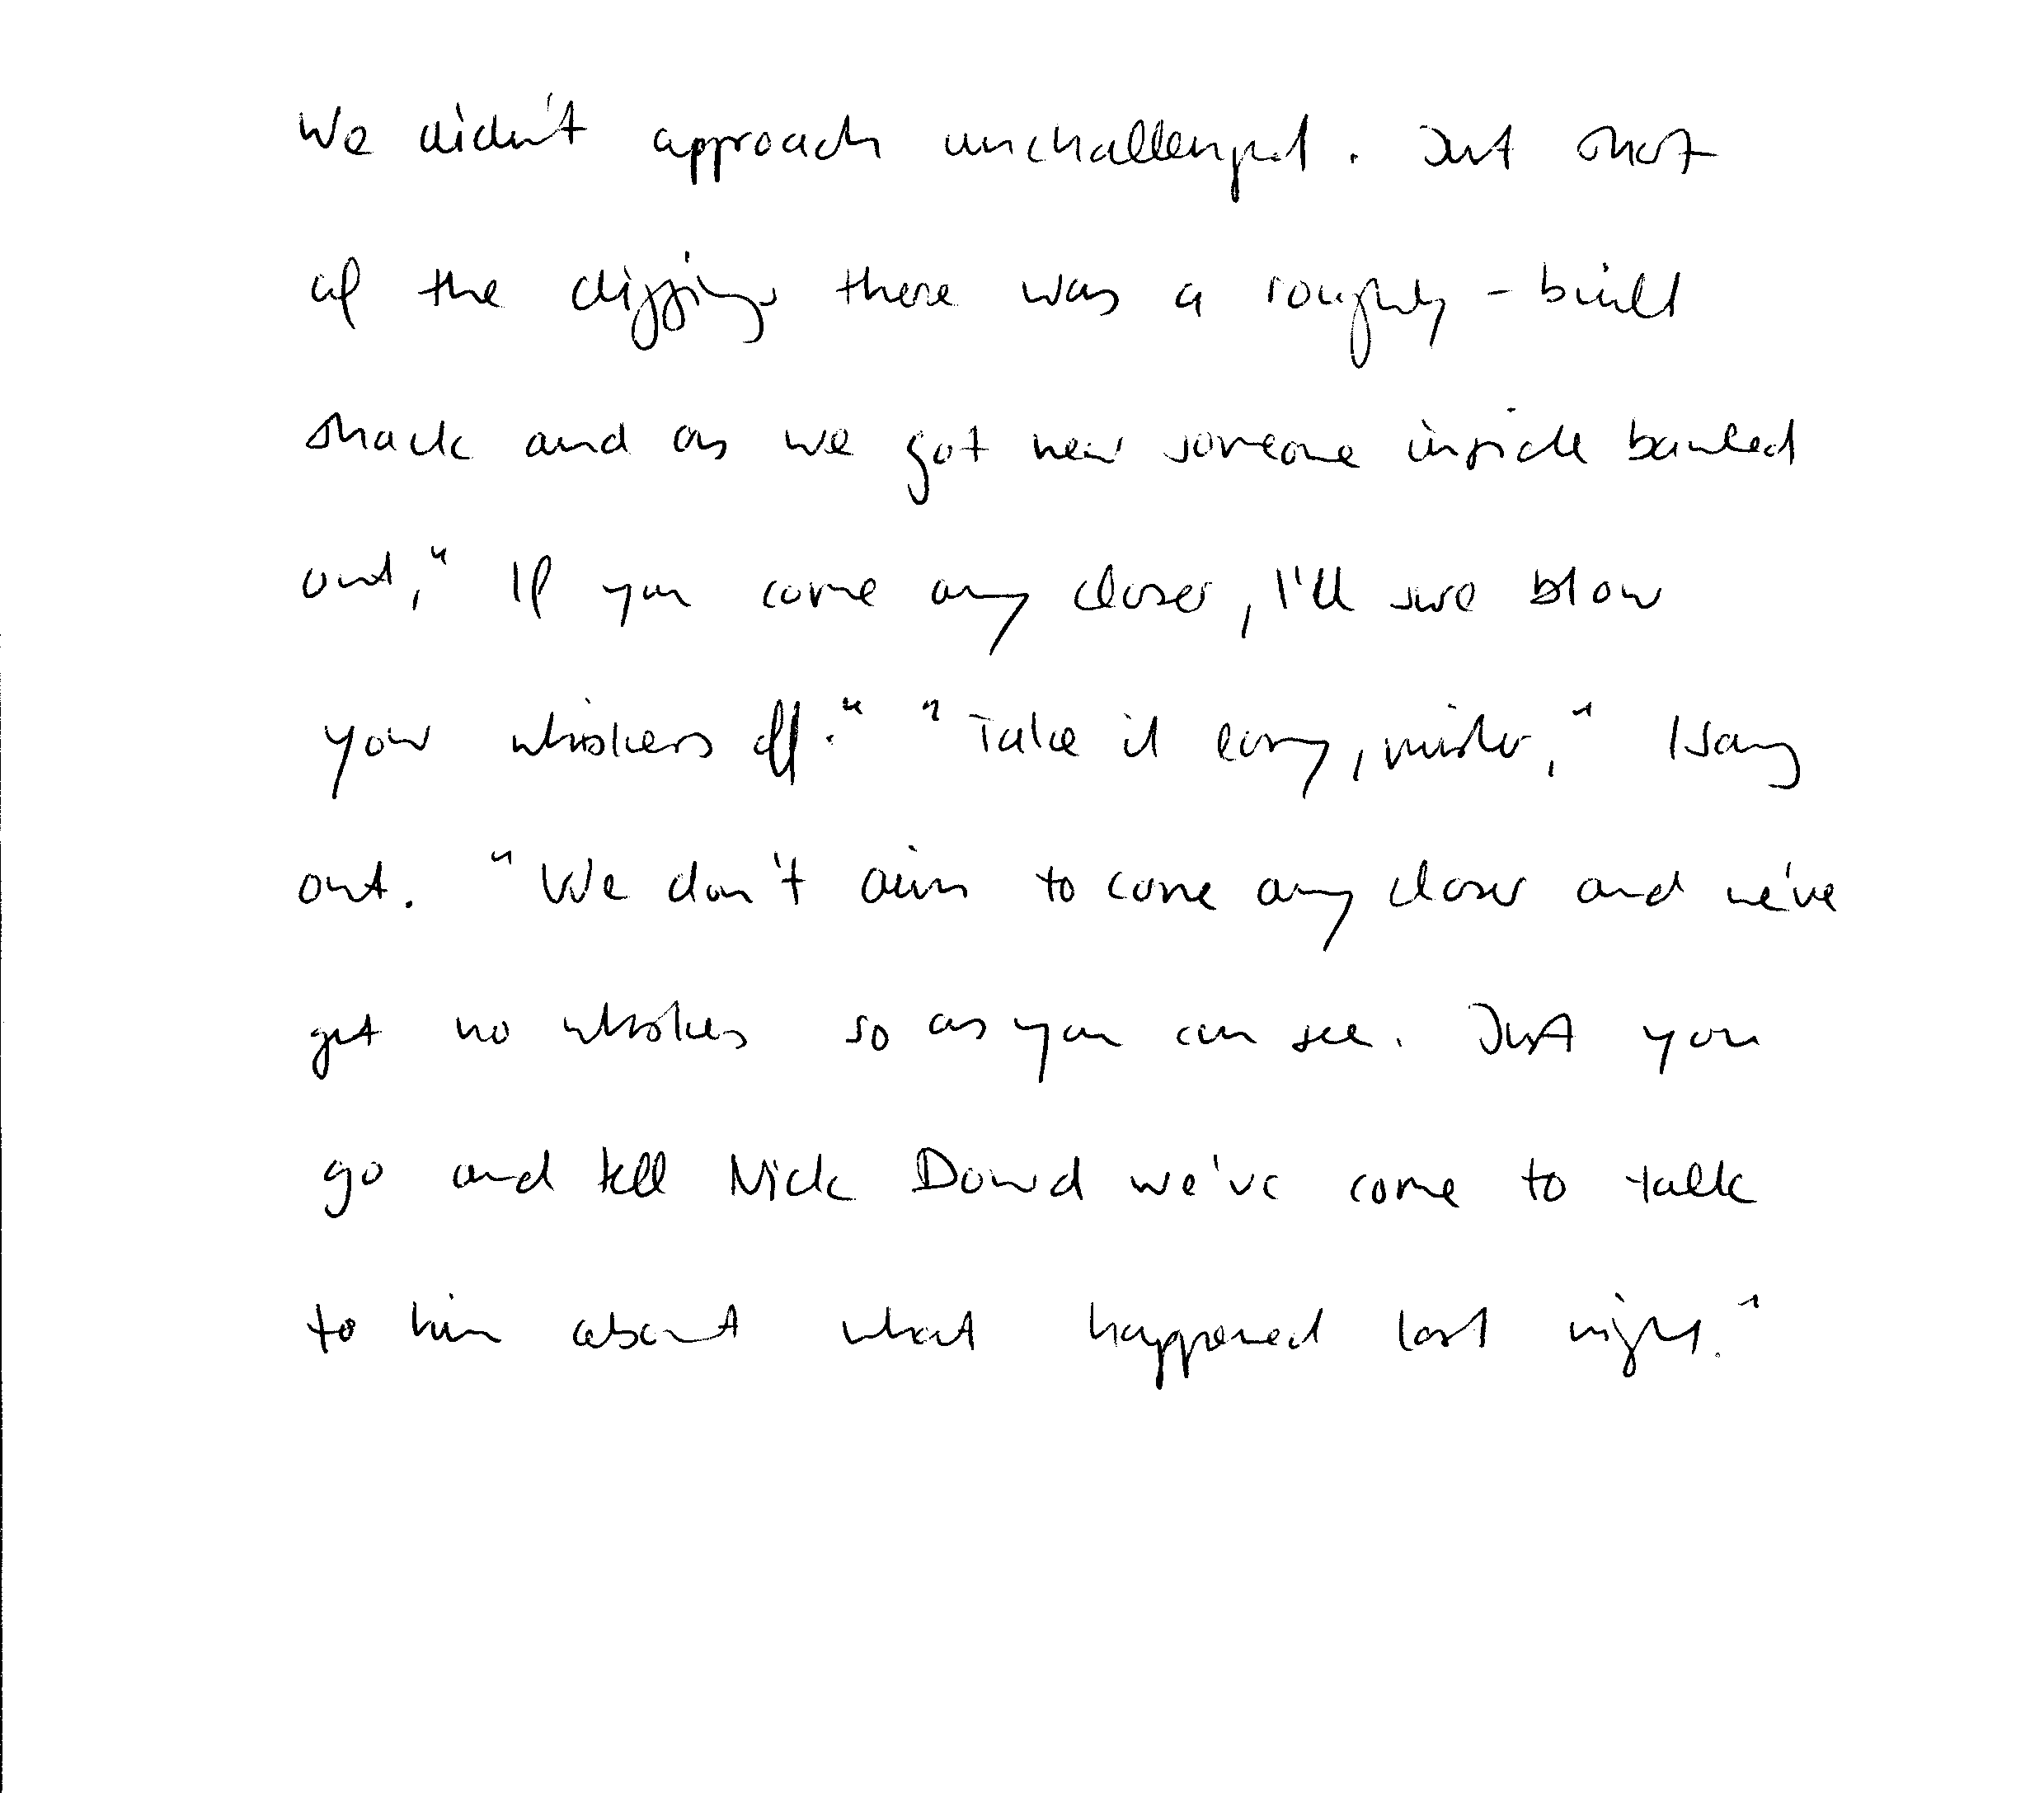 We didn't approach unchallenged. Just short
of the diggings there was a roughly-built
shack and as we got near someone inside bawled
out, "If you come any closer, I'll sure blow
your whiskers off." "Take it easy, mister," I sang
out. "We don't aim to come any closer and we've
got no whiskers so as you can see. Just you
go and tell Nick Dowd we've come to talk
to him about what happened last night."